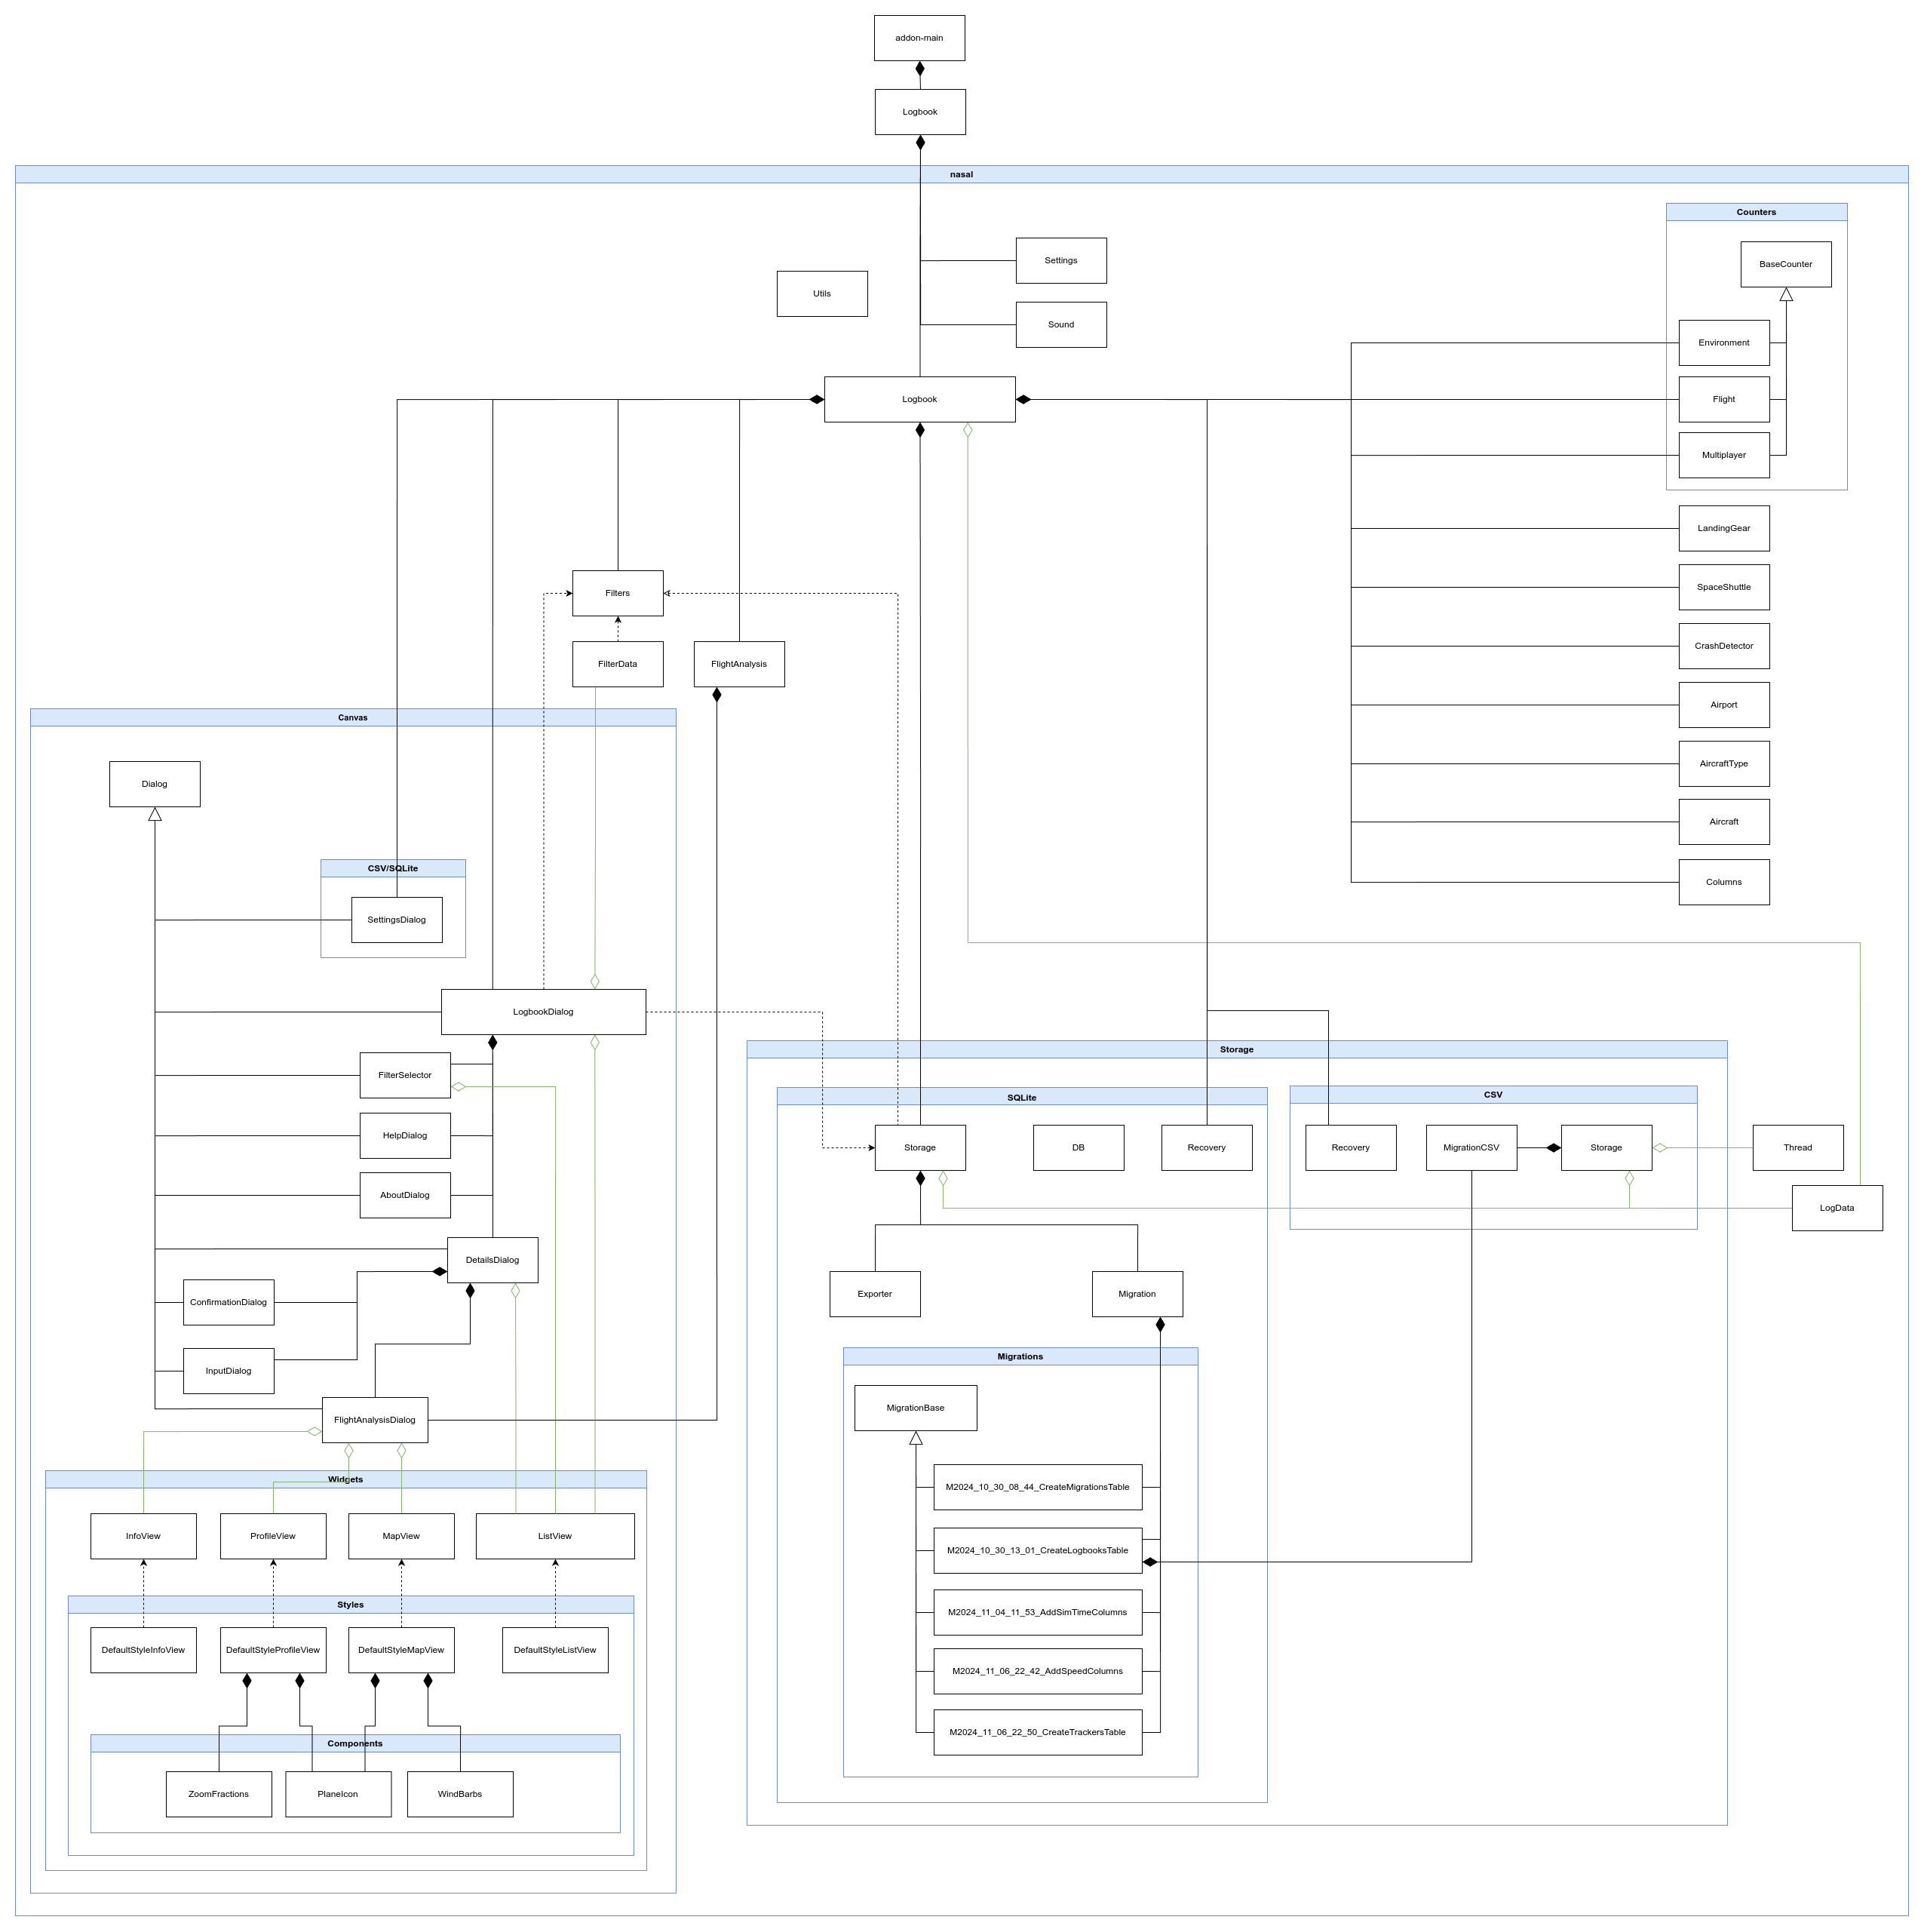 addon-main
Logbook
nasal
Counters
BaseCounter
Settings
Utils
Sound
Environment
Logbook
Flight
Multiplayer
LandingGear
SpaceShuttle
Filters
CrashDetector
FilterData
FlightAnalysis
Airport
Canvas
AircraftType
Dialog
Aircraft
CSV/SQLite
Columns
SettingsDialog
LogbookDialog
Storage
FilterSelector
SQLite
CSV
HelpDialog
Storage
DB
Recovery
Recovery
MigrationCSV
Storage
Thread
AboutDialog
LogData
DetailsDialog
Exporter
Migration
ConfirmationDialog
Migrations
InputDialog
MigrationBase
FlightAnalysisDialog
Widgets
M2024_10_30_08_44_CreateMigrationsTable
InfoView
ProfileView
MapView
ListView
M2024_10_30_13_01_CreateLogbooksTable
Styles
M2024_11_04_11_53_AddSimTimeColumns
DefaultStyleInfoView
DefaultStyleProfileView
DefaultStyleMapView
DefaultStyleListView
M2024_11_06_22_42_AddSpeedColumns
M2024_11_06_22_50_CreateTrackersTable
Components
ZoomFractions
PlaneIcon
WindBarbs